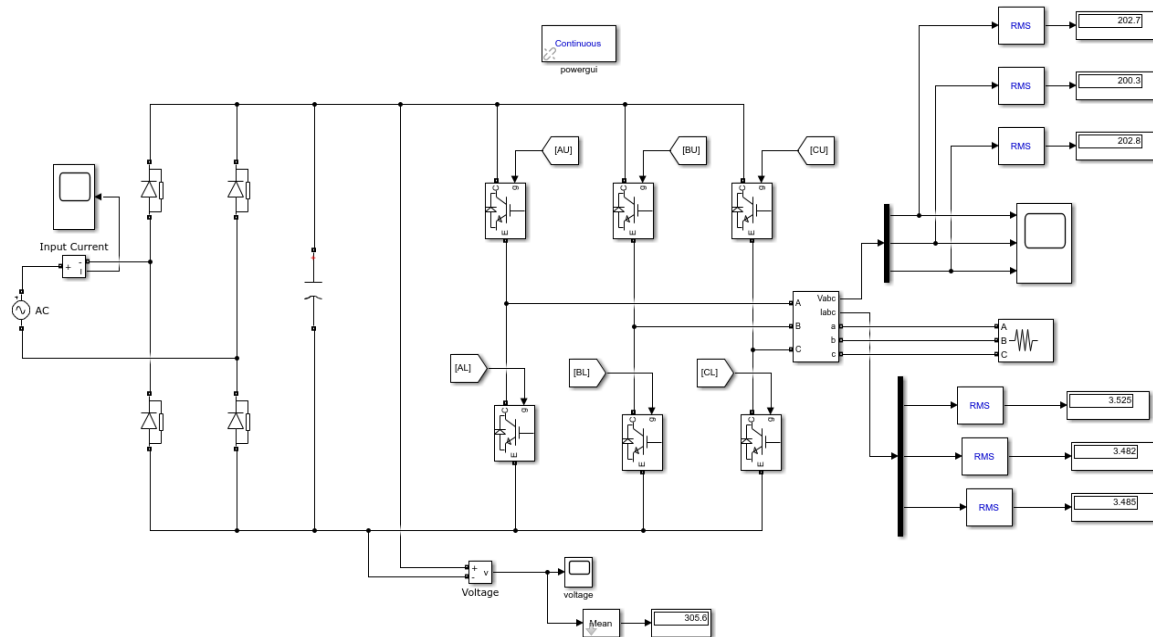 Continuous
powergui
RMS
202.7
RMS
200.3
RMS
202.8
[AU]
[BU]
[CU]
C
g
E
C
g
E
C
g
E
Input Current
+
-
I
AC
+
Vabc
Iabc
A
B
C
a
b
c
A
B
C
[AL]
[BL]
[CL]
C
g
E
C
g
E
C
g
E
RMS
3.525
RMS
3.482
RMS
3.485
+
-
v
Voltage
voltage
Mean
305.6